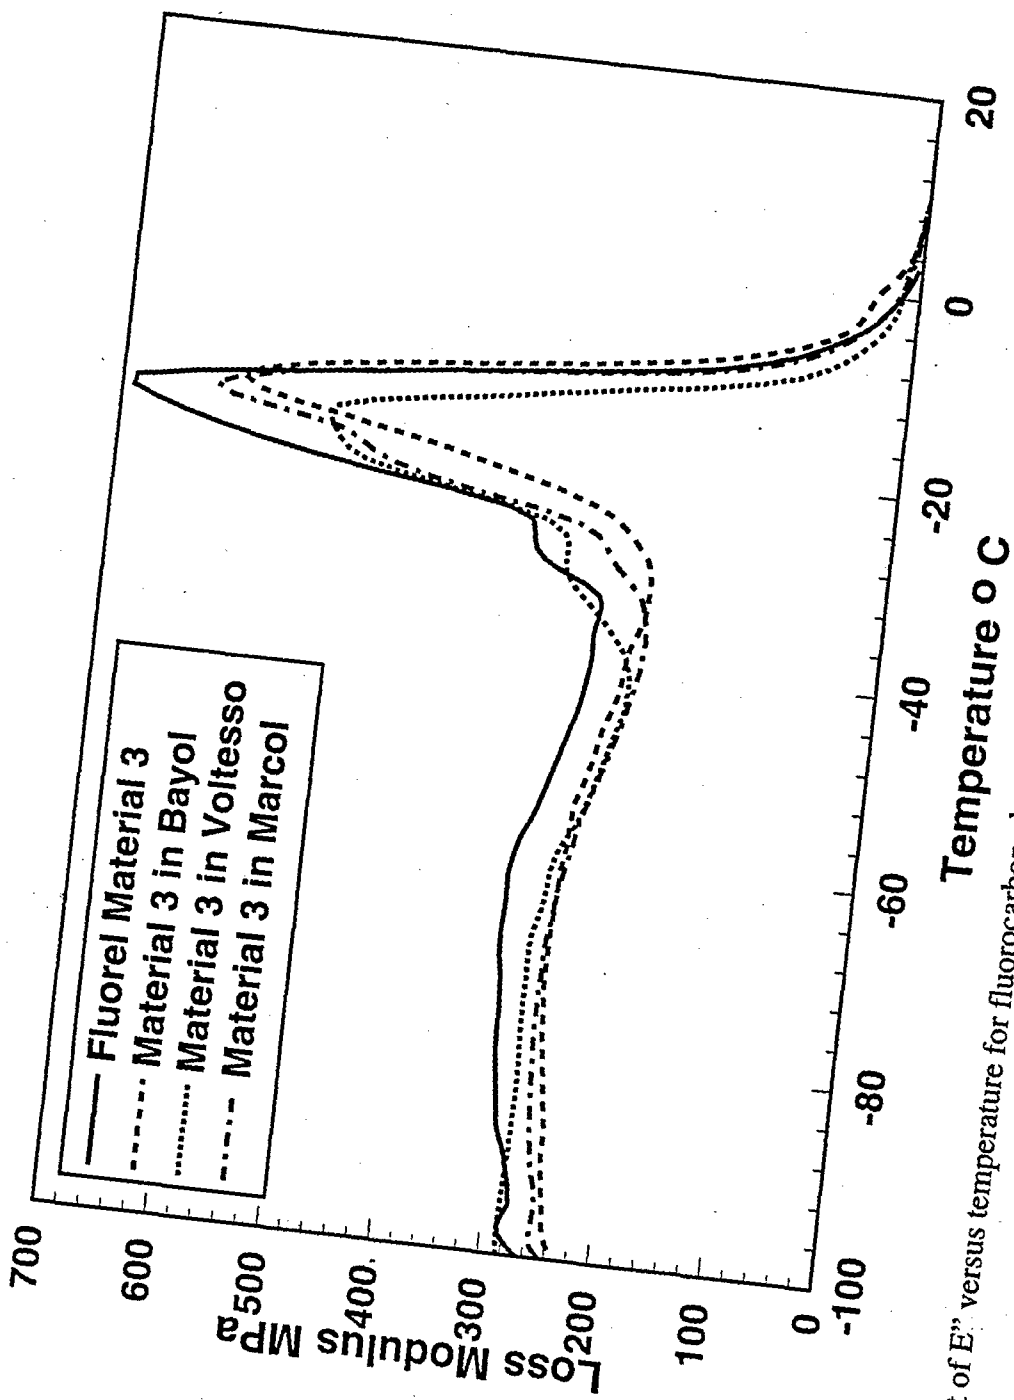 Loss Modulus MPa
700
600
500
400
300
200
100
0
Fluorel Material 3
Material 3 in Bayol
Material 3 in Voltesso
Material 3 in Marcol
-100
-80
-60
-40
-20
0
20
Temperature o C
of E” versus temperature for fluorocarbon